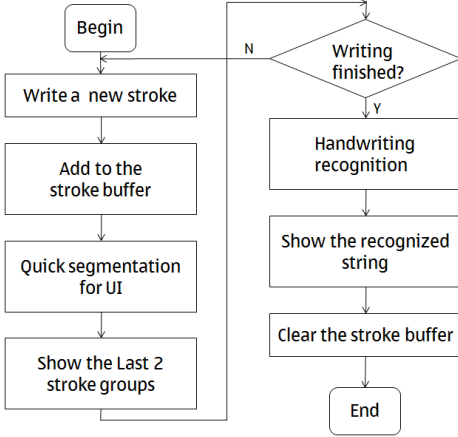 Begin
Write a new stroke
Add to the
stroke buffer
Quick segmentation
for UI
Show the Last 2
stroke groups
N
Writing
finished?
Y
Handwriting
recognition
Show the recognized
string
Clear the stroke buffer
End